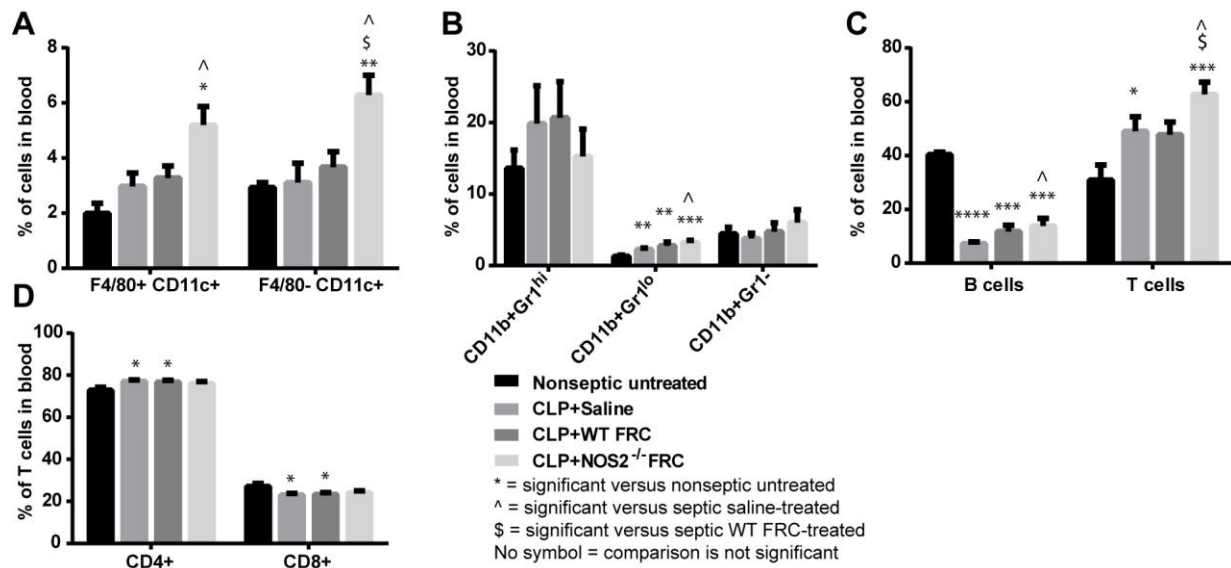 A
% of cells in blood
8
6
4
2
0
^
*
^
$
**
F4/80+ CD11c+
F4/80- CD11c+
B
% of cells in blood
30
20
10
0
**
**
^
***
CD11b+Gr1hi
CD11b+Gr1lo
CD11b+Gr1-
C
% of cells in blood
80
60
40
20
0
****
***
^
***
*
^
$
***
B cells
T cells
D
% of T cells in blood
100
80
60
40
20
0
*
*
*
*
CD4+
CD8+
Nonseptic untreated
CLP+Saline
CLP+WT FRC
CLP+NOS2-/- FRC
* = significant versus nonseptic untreated
^ = significant versus septic saline-treated
$ = significant versus septic WT FRC-treated
No symbol = comparison is not significant